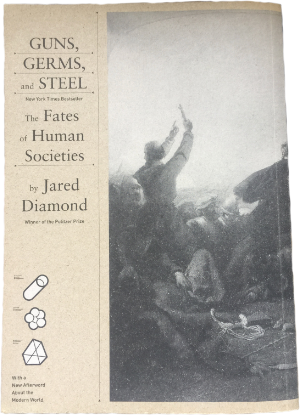 GUNS,
GERMS,
and STEEL
New York Times Bestseller
The Fates
of Human
Societies
by Jared
Diamond
Winner of the Pulitzer Prize
With a
New Afterword
About the
Modern World